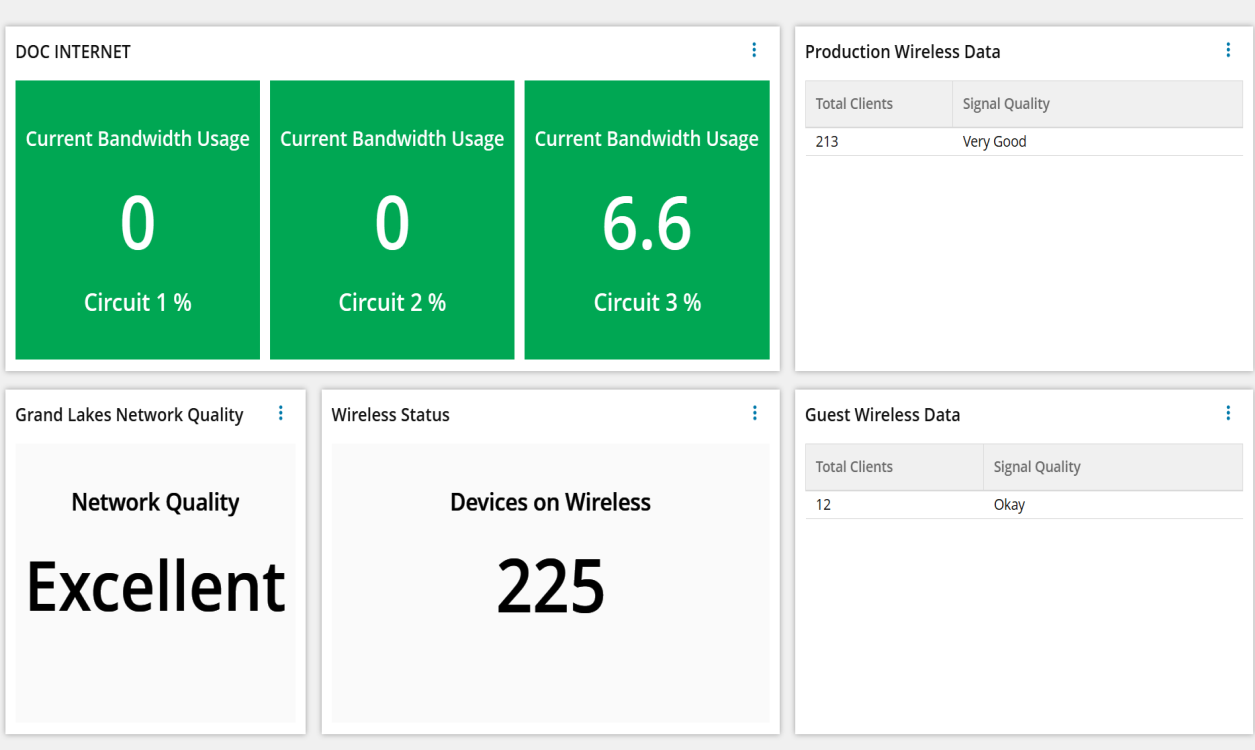 DOC INTERNET
Current Bandwidth Usage
0
Circuit 1 %
Current Bandwidth Usage
0
Circuit 2 %
Current Bandwidth Usage
6.6
Circuit 3 %
Production Wireless Data
Total Clients Signal Quality
213 Very Good
Grand Lakes Network Quality
Network Quality
Excellent
Wireless Status
Devices on Wireless
225
Guest Wireless Data
Total Clients Signal Quality
12 Okay